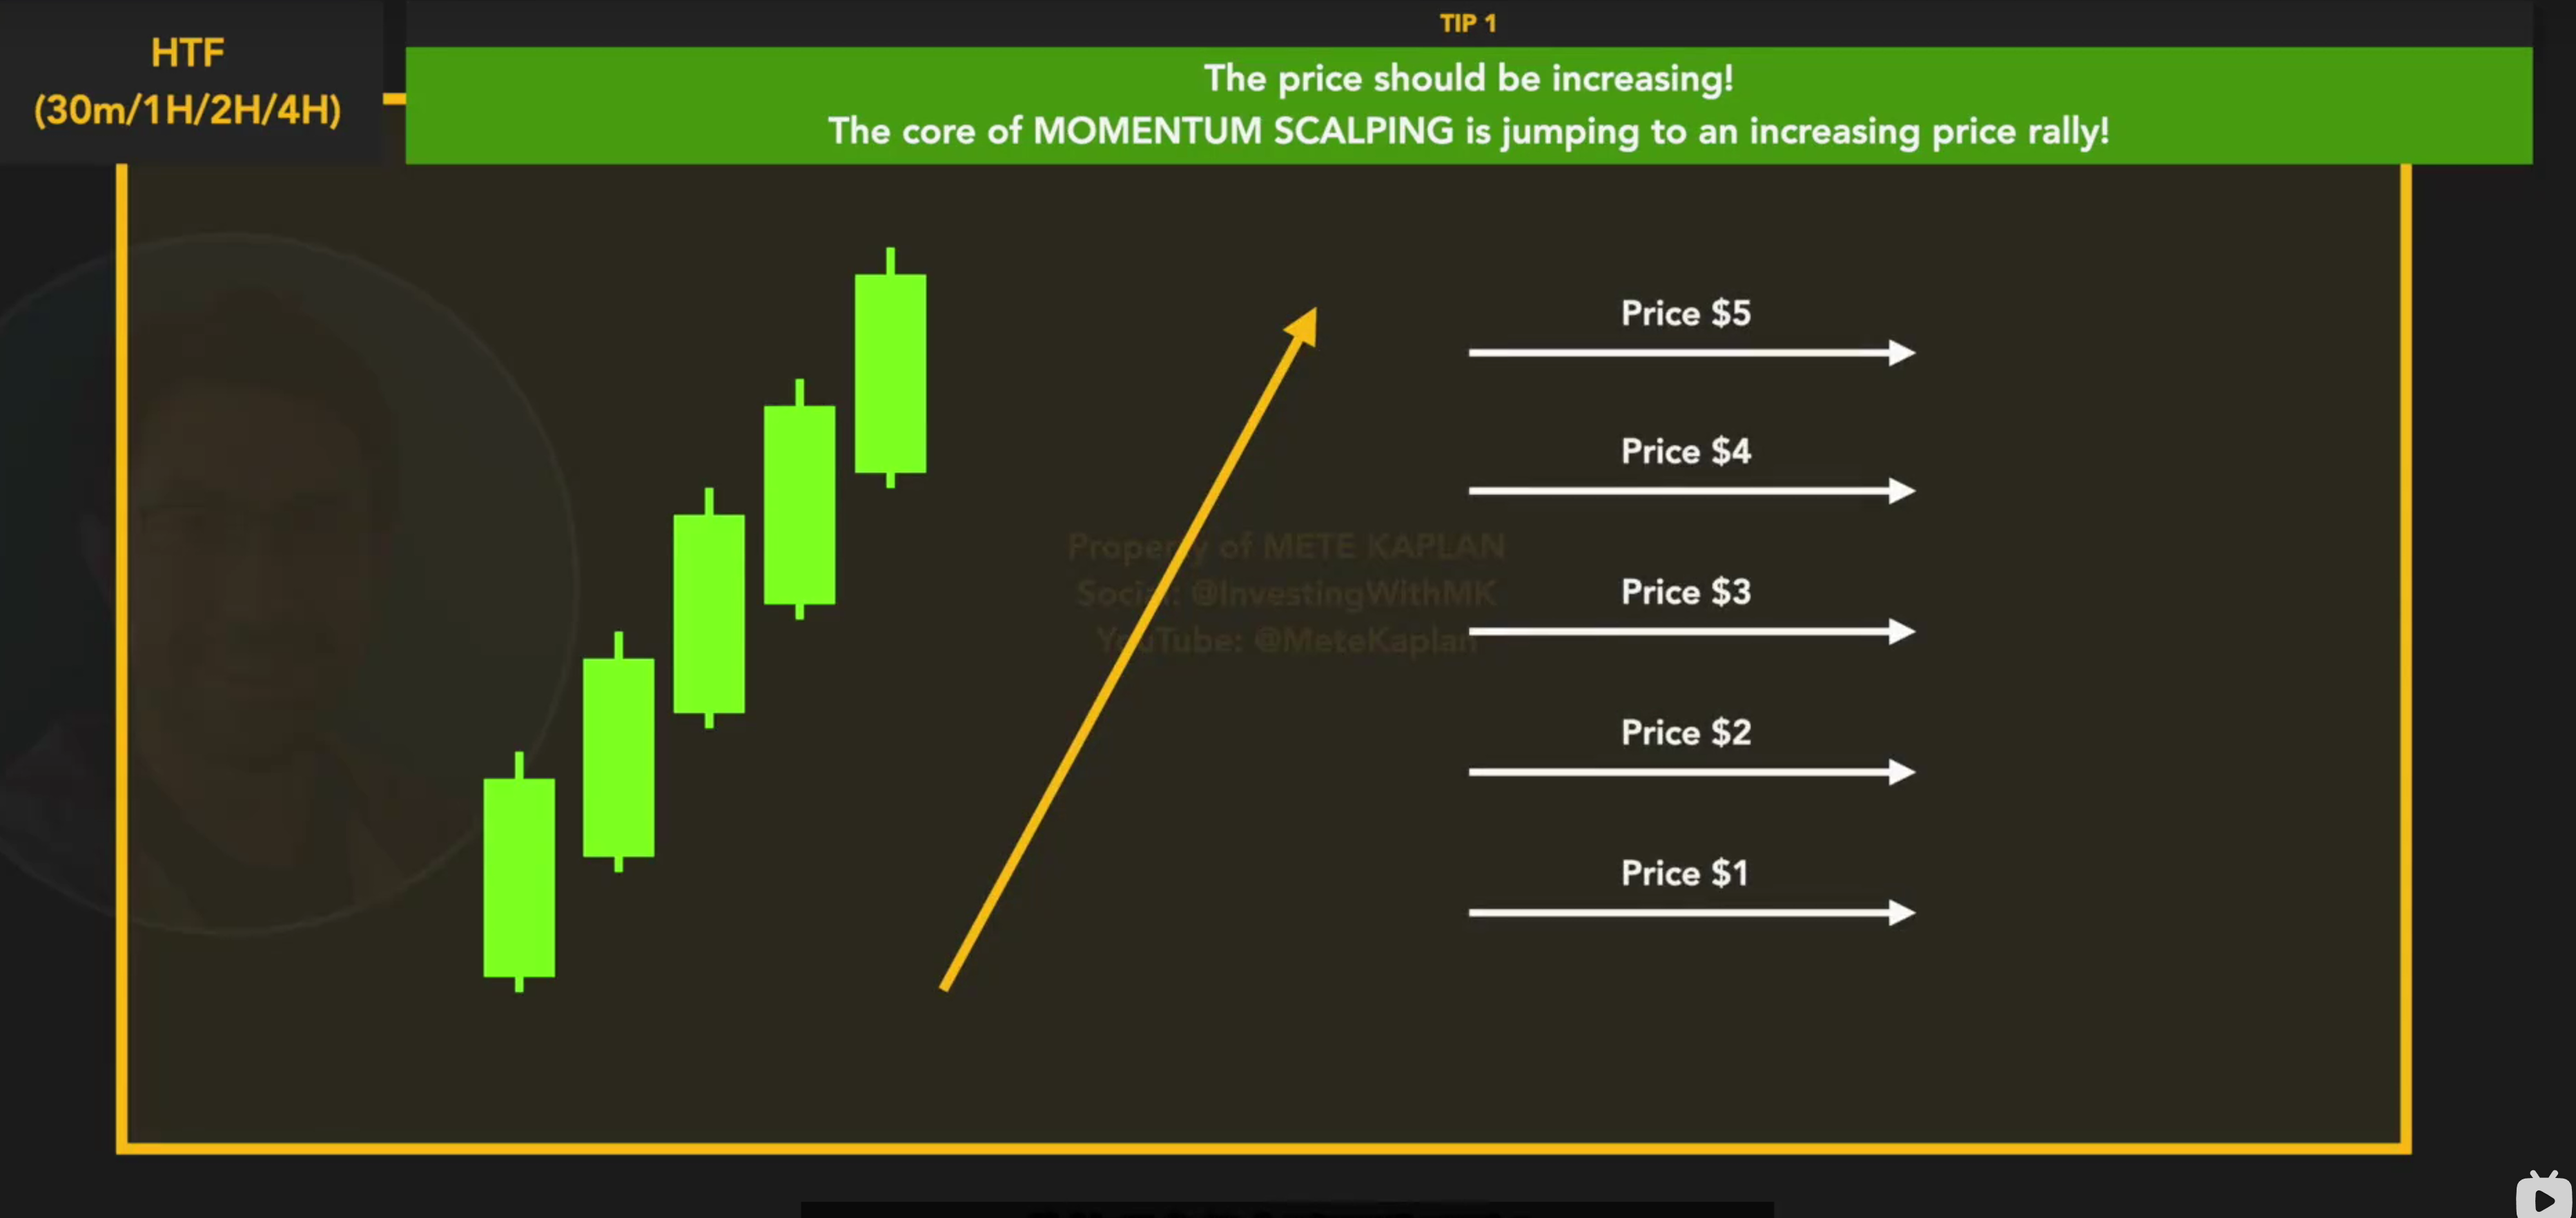 HTF
(30m/1H/2H/4H)
TIP 1
The price should be increasing!
The core of MOMENTUM SCALPING is jumping to an increasing price rally!
Price $5
Price $4
Property of METE KAPLAN
Social: @InvestingWithMK
YouTube: @MeteKaplan
Price $3
Price $2
Price $1